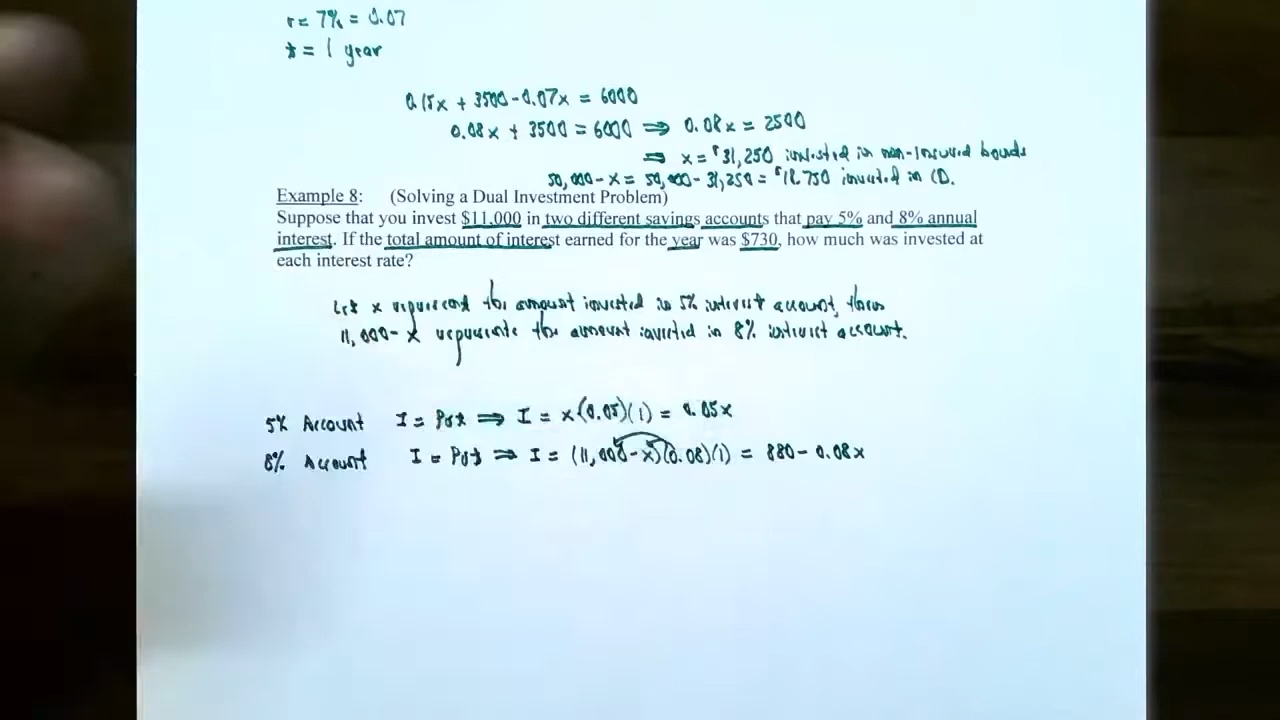 r = 7% = 0.07
t = 1 year
0.15x + 3500 - 0.07x = 6000
0.08x + 3500 = 6000 ⇒ 0.08x = 2500
⇒ x = $31,250 invested in non-insured bonds
50,000 - x = 50,000 - 31,250 = $18,750 invested in CD.
Example 8: (Solving a Dual Investment Problem)
Suppose that you invest $11,000 in two different savings accounts that pay 5% and 8% annual
interest. If the total amount of interest earned for the year was $730, how much was invested at
each interest rate?
Let x represent the amount invested in 5% interest account, then
11,000 - x represents the amount invested in 8% interest account.
5% Account I = Prt ⇒ I = x(0.05)(1) = 0.05x
8% Account I = Prt ⇒ I = (11,000 - x)(0.08)(1) = 880 - 0.08x